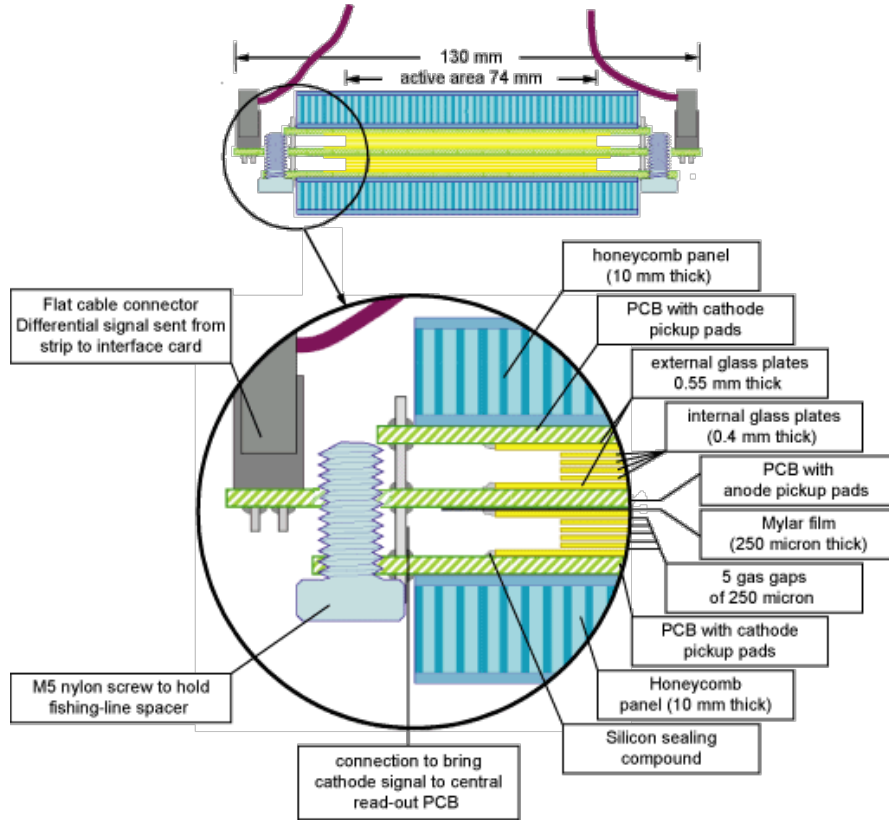 130 mm
active area 74 mm
honeycomb panel
(10 mm thick)
Flat cable connector
Differential signal sent from
strip to interface card
PCB with cathode
pickup pads
external glass plates
0.55 mm thick
internal glass plates
(0.4 mm thick)
PCB with
anode pickup pads
Mylar film
(250 micron thick)
5 gas gaps
of 250 micron
PCB with cathode
pickup pads
M5 nylon screw to hold
fishing-line spacer
Honeycomb
panel (10 mm thick)
Silicon sealing
compound
connection to bring
cathode signal to central
read-out PCB